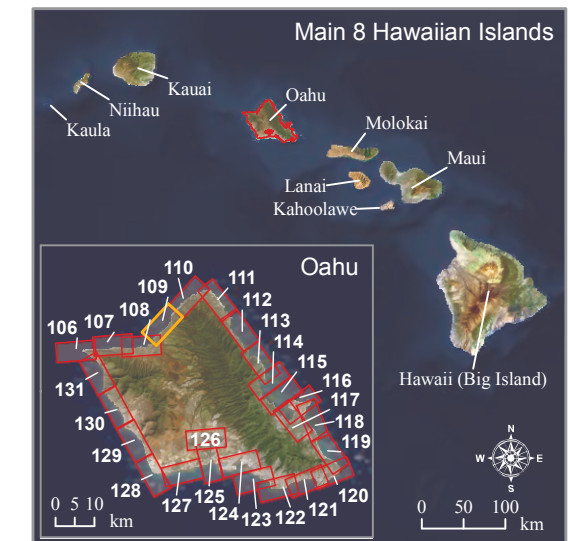 Main 8 Hawaiian Islands
Kauai
Niihau
Kaula
Oahu
Molokai
Maui
Lanai
Kahoolawe
Hawaii (Big Island)
Oahu
106
107
108
109
110
111
112
113
114
115
116
117
118
119
120
121
122
123
124
125
126
127
128
129
130
131
0 5 10
km
N
W E
S
0 50 100
km